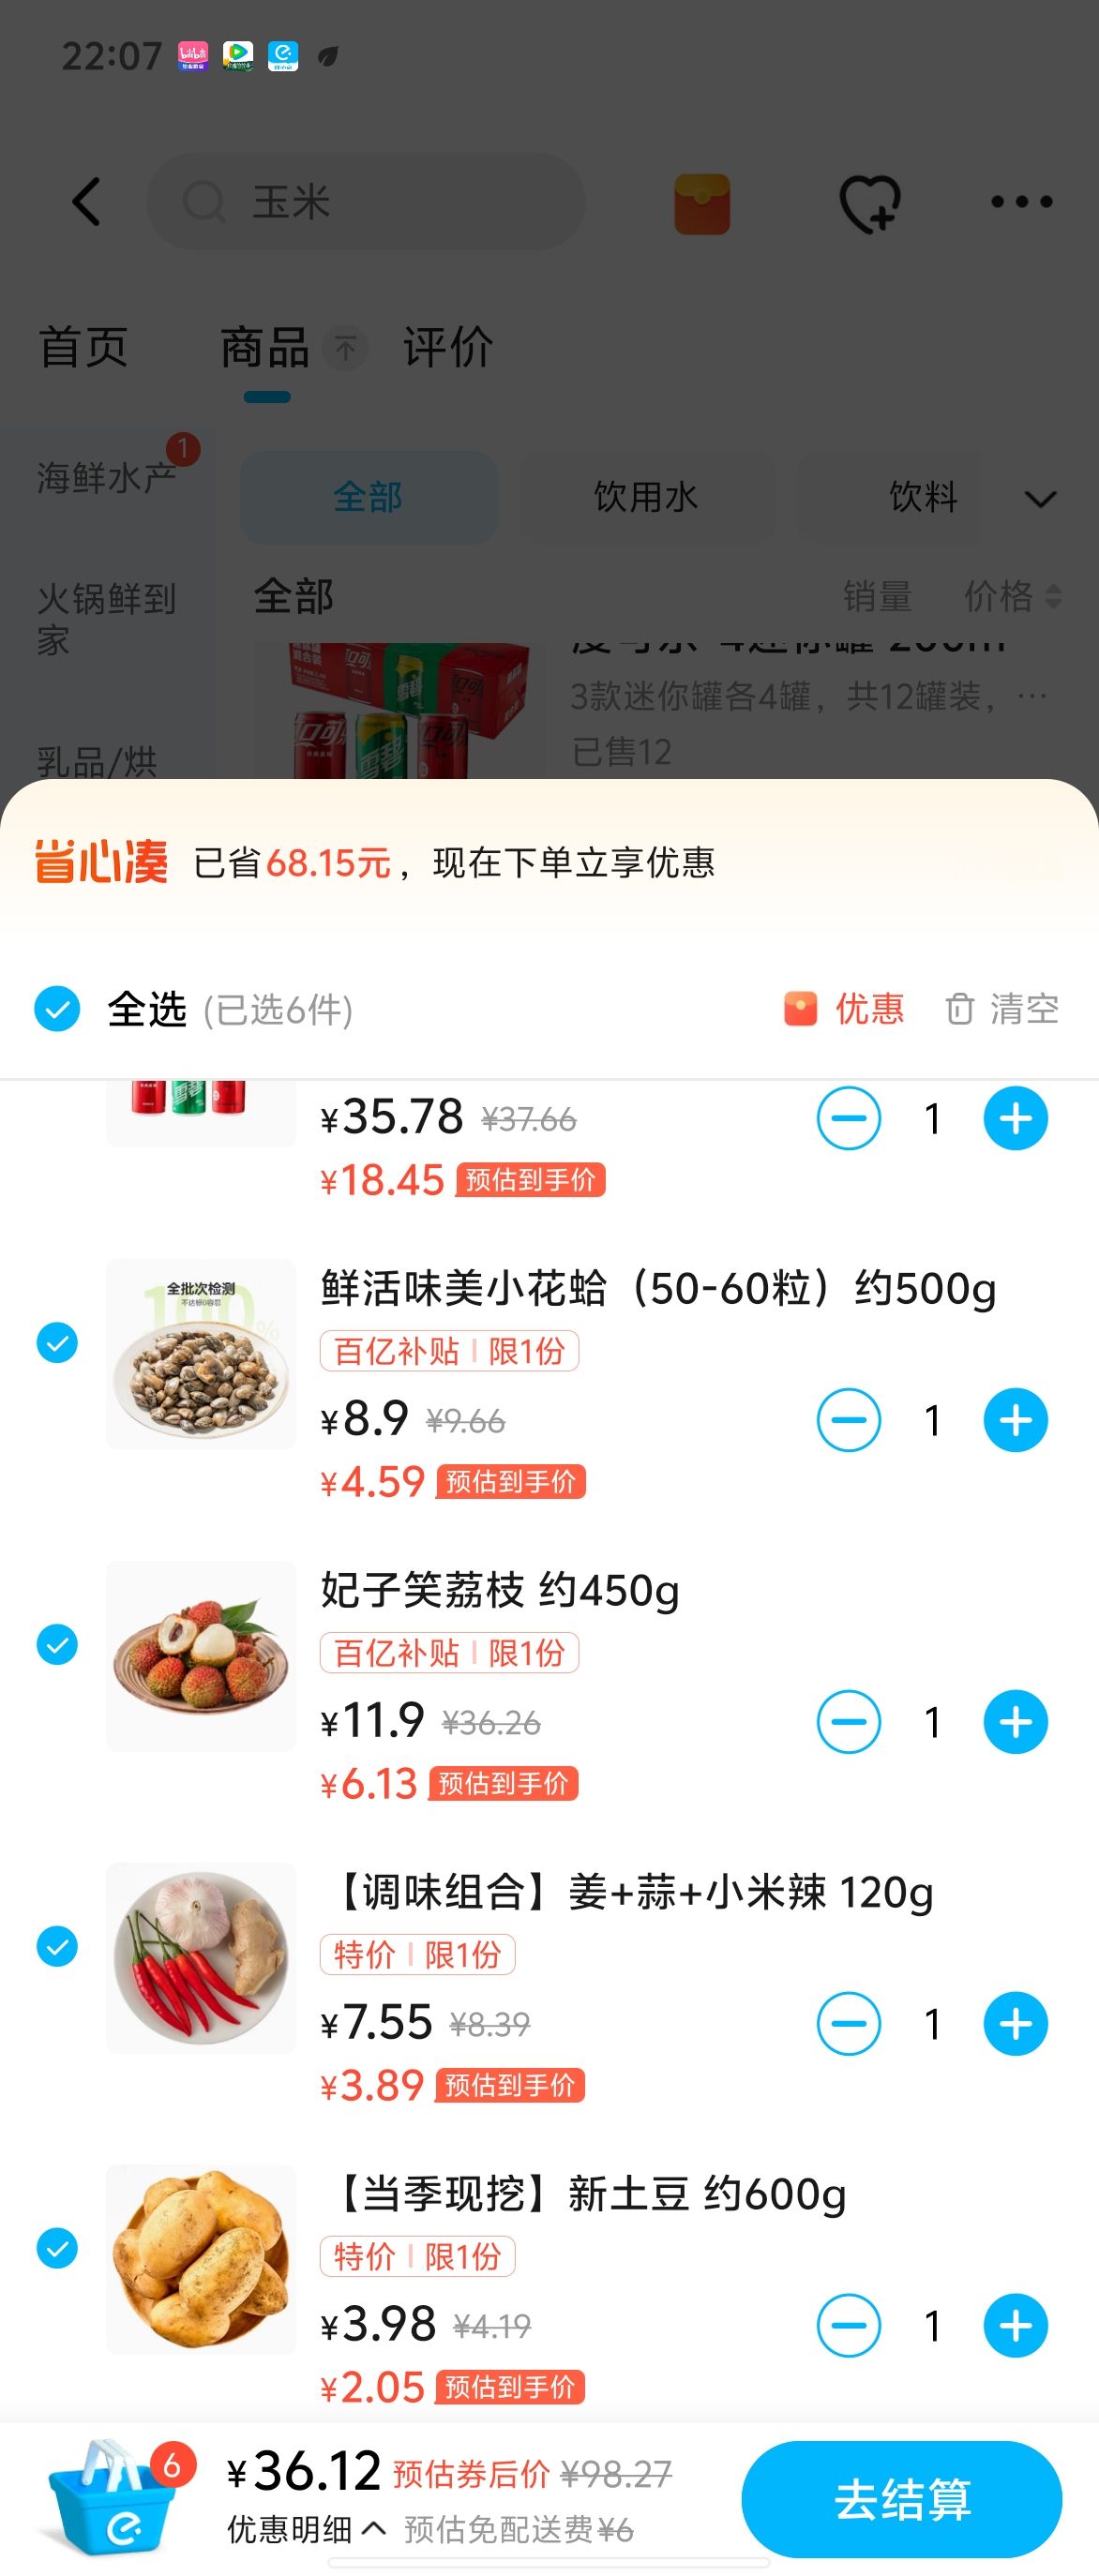 22:07
玉米
首页 商品 评价
海鲜水产 1
全部 饮用水 饮料
火锅鲜到家
全部 销量 价格
3款迷你罐各4罐，共12罐装，…
已售12
乳品/烘
省心凑 已省68.15元，现在下单立享优惠
全选 (已选6件) 优惠 清空
¥35.78 ¥37.66 1
¥18.45 预估到手价
全批次检测
鲜活味美小花蛤（50-60粒）约500g
百亿补贴 限1份
¥8.9 ¥9.66 1
¥4.59 预估到手价
妃子笑荔枝 约450g
百亿补贴 限1份
¥11.9 ¥36.26 1
¥6.13 预估到手价
【调味组合】姜+蒜+小米辣 120g
特价 限1份
¥7.55 ¥8.39 1
¥3.89 预估到手价
【当季现挖】新土豆 约600g
特价 限1份
¥3.98 ¥4.19 1
¥2.05 预估到手价
6 ¥36.12 预估券后价 ¥98.27 去结算
优惠明细 预估免配送费¥6